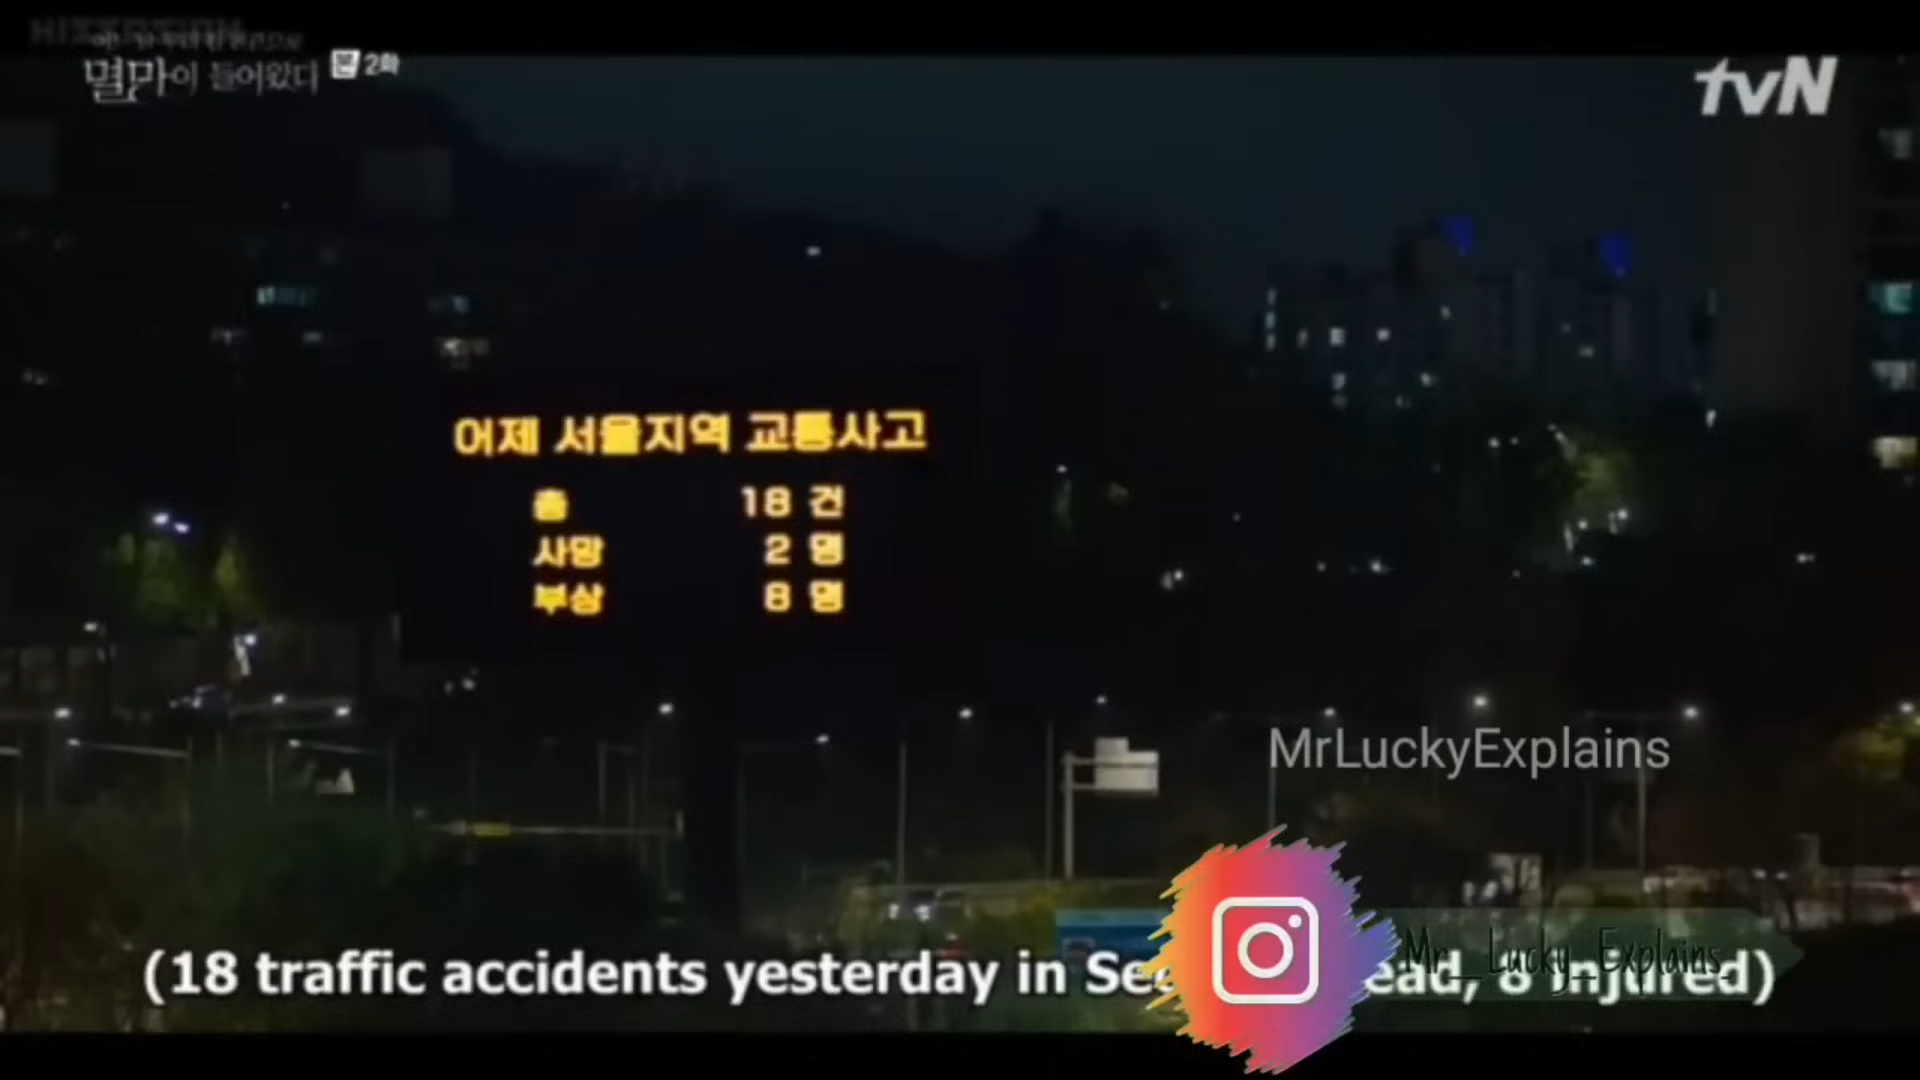 멸망이 들어왔다 본 2화
tvN
어제 서울지역 교통사고
총 18 건
사망 2 명
부상 8 명
MrLuckyExplains
Mr_Lucky_Explains
(18 traffic accidents yesterday in ead, 8 injured)